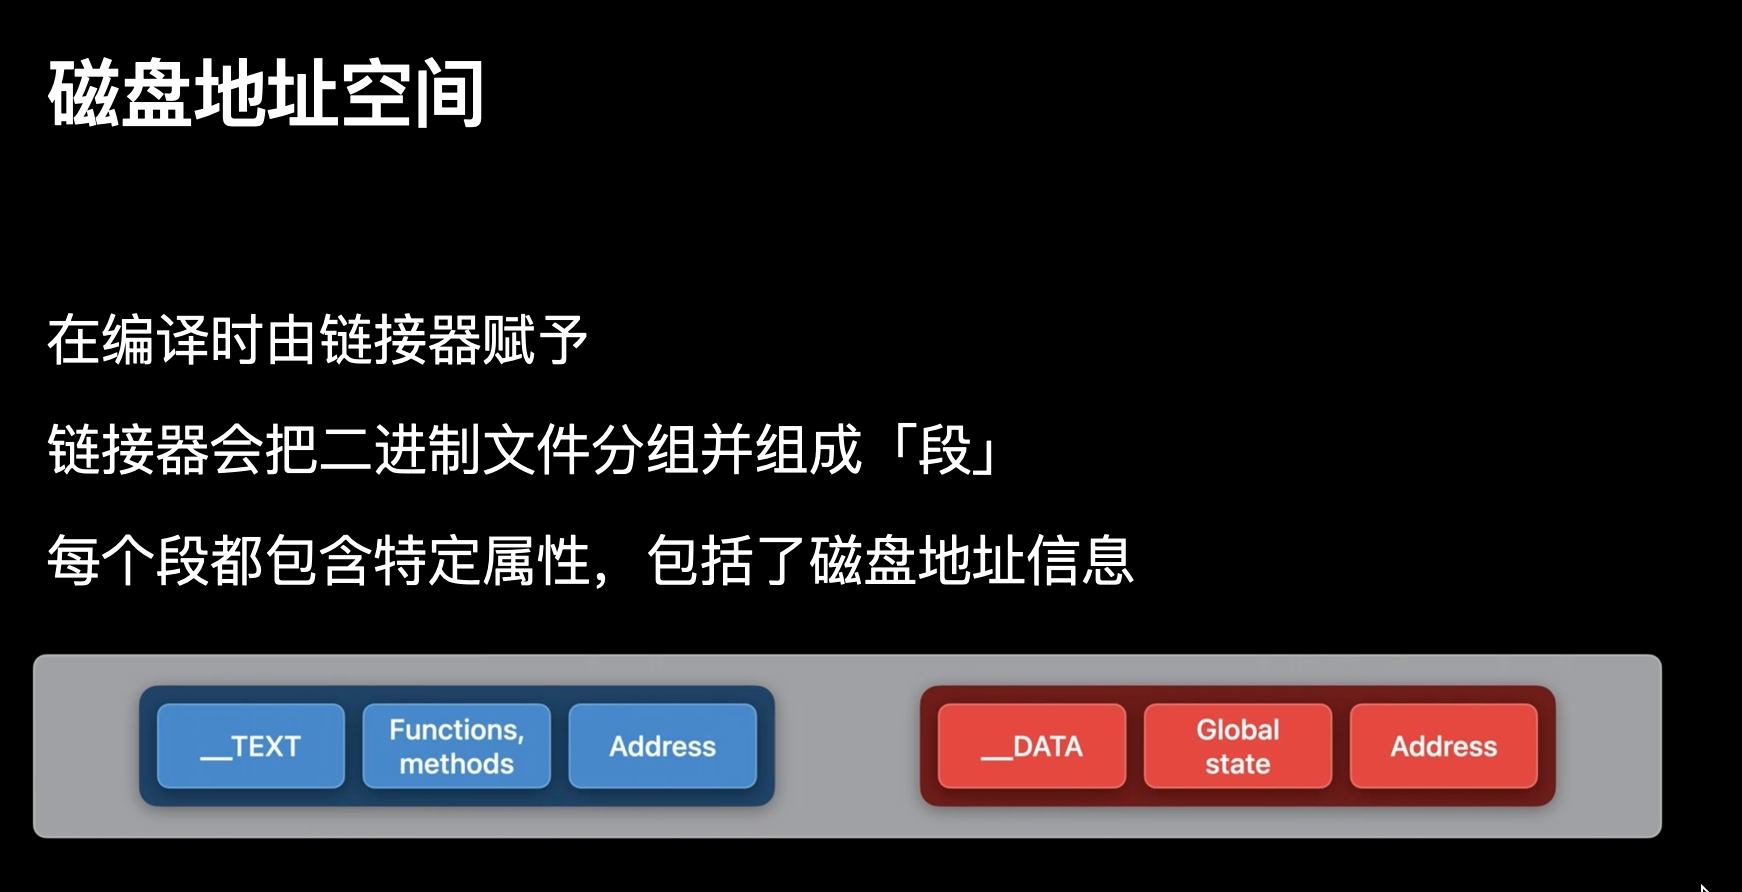 磁盘地址空间
在编译时由链接器赋予
链接器会把二进制文件分组并组成「段」
每个段都包含特定属性，包括了磁盘地址信息
__TEXT
Functions,
methods
Address
__DATA
Global
state
Address